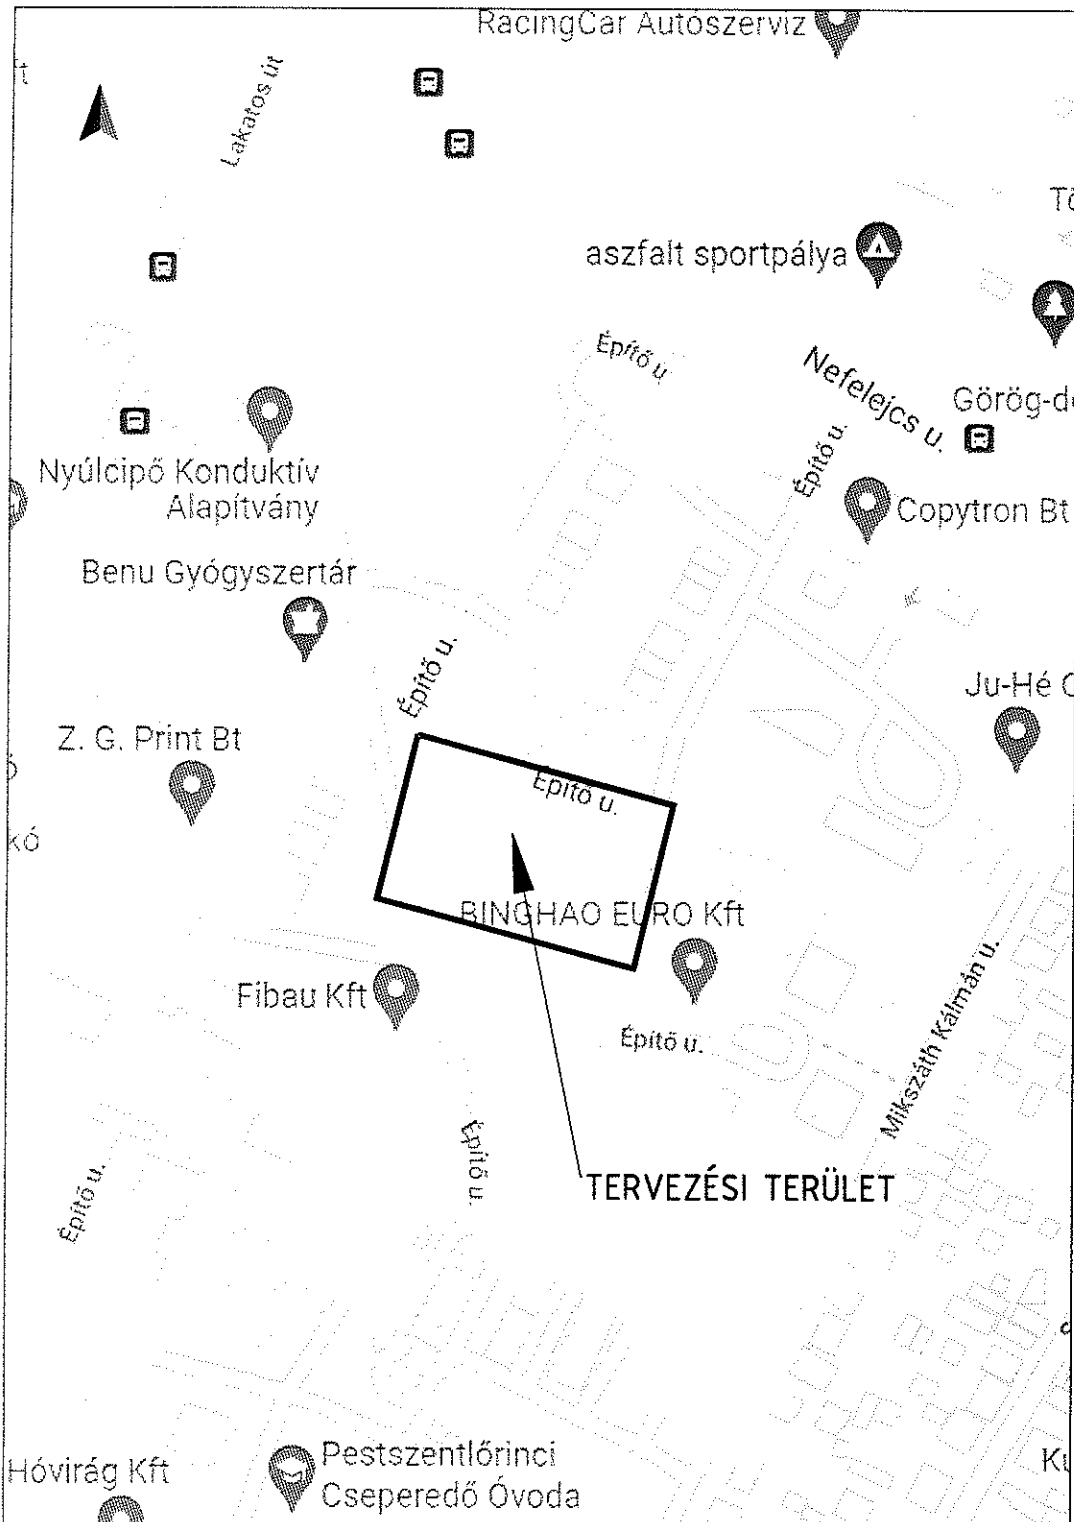 RacingCar Autószerviz
Lakatos út
aszfalt sportpálya
Építő u.
Nefelejcs u.
Görög-d
Építő u.
Nyúlcipő Konduktív
Alapítvány
Copytron Bt
Benu Gyógyszertár
Építő u.
Ju-Hé
Z. G. Print Bt
Építő u.
kó
BINGHAO EURO Kft
Fibau Kft
Építő u.
Mikszáth Kálmán u.
Építő u.
Építő u.
TERVEZÉSI TERÜLET
Hóvirág Kft
Pestszentlőrinci
Cseperedő Óvoda